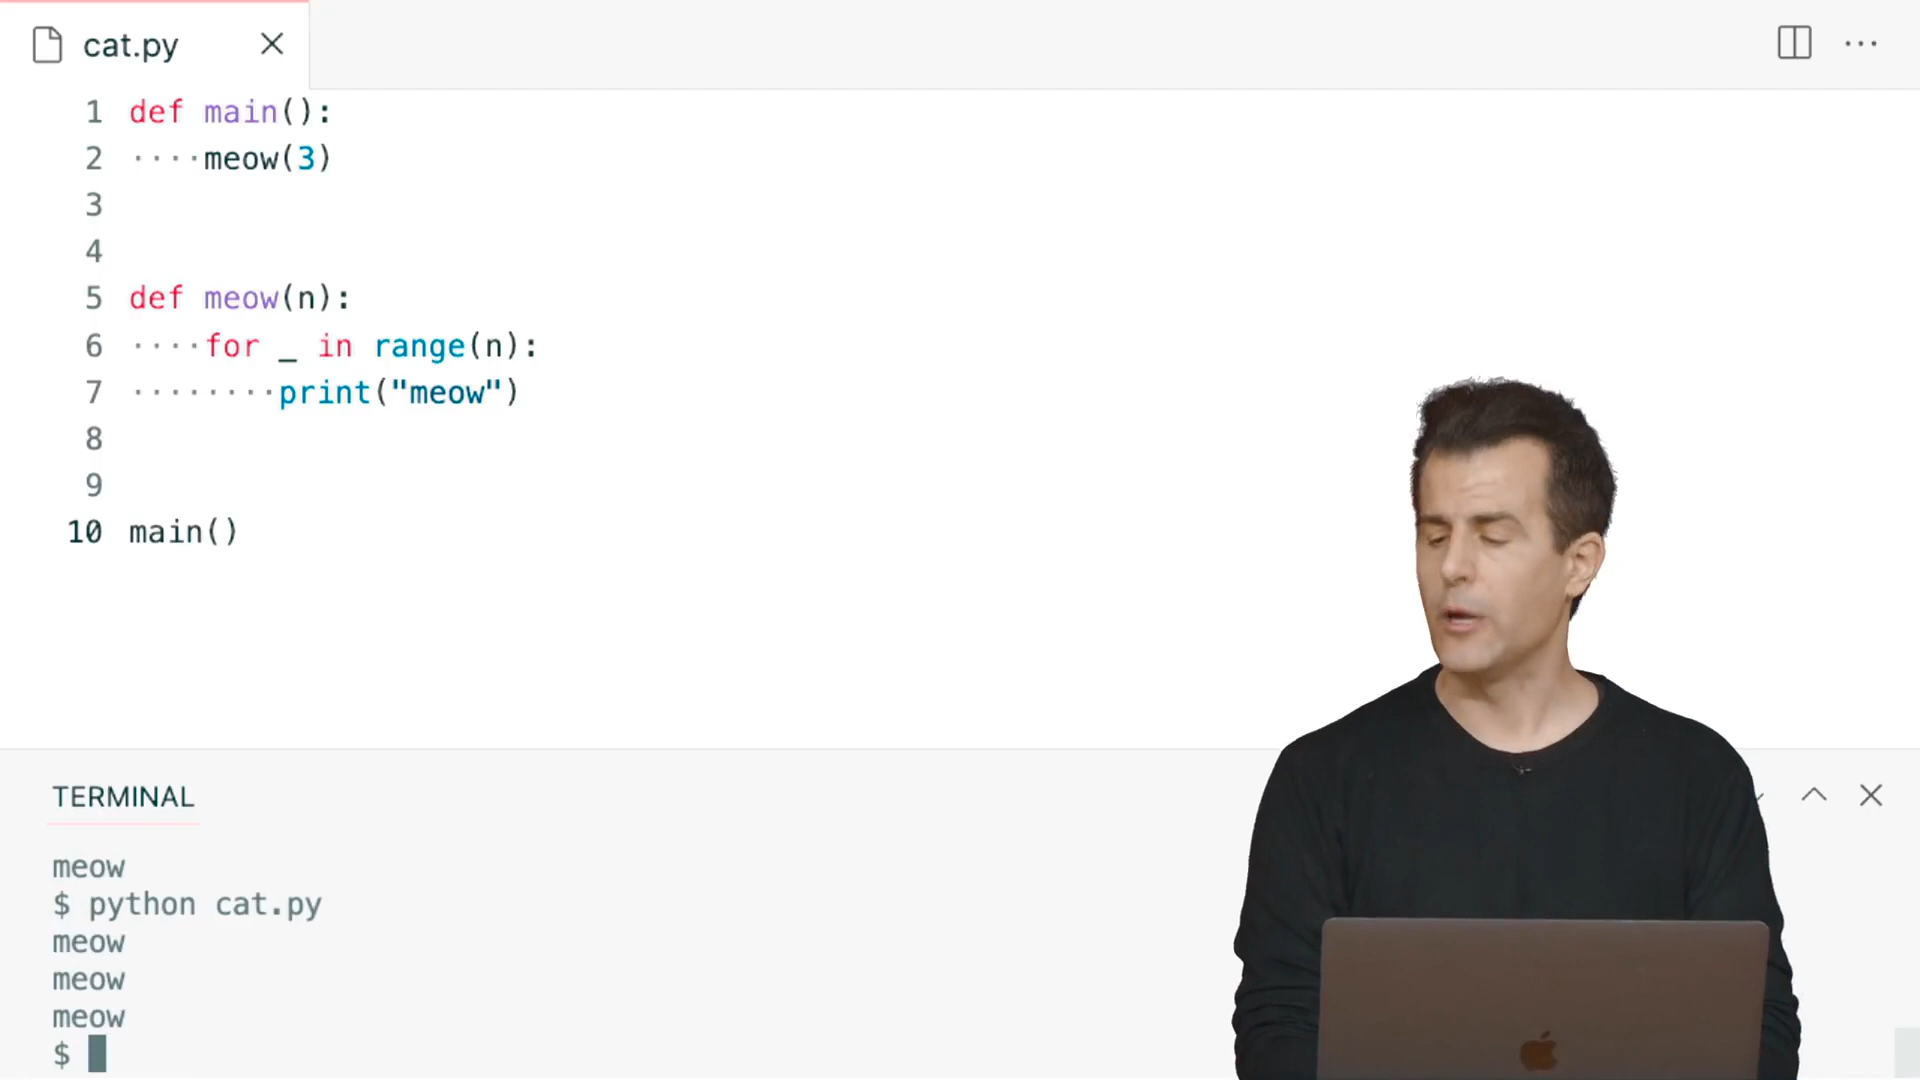 cat.py
1 def main():
2 ····meow(3)
3
4
5 def meow(n):
6 ····for _ in range(n):
7 ········print("meow")
8
9
10 main()
TERMINAL
meow
$ python cat.py
meow
meow
meow
$